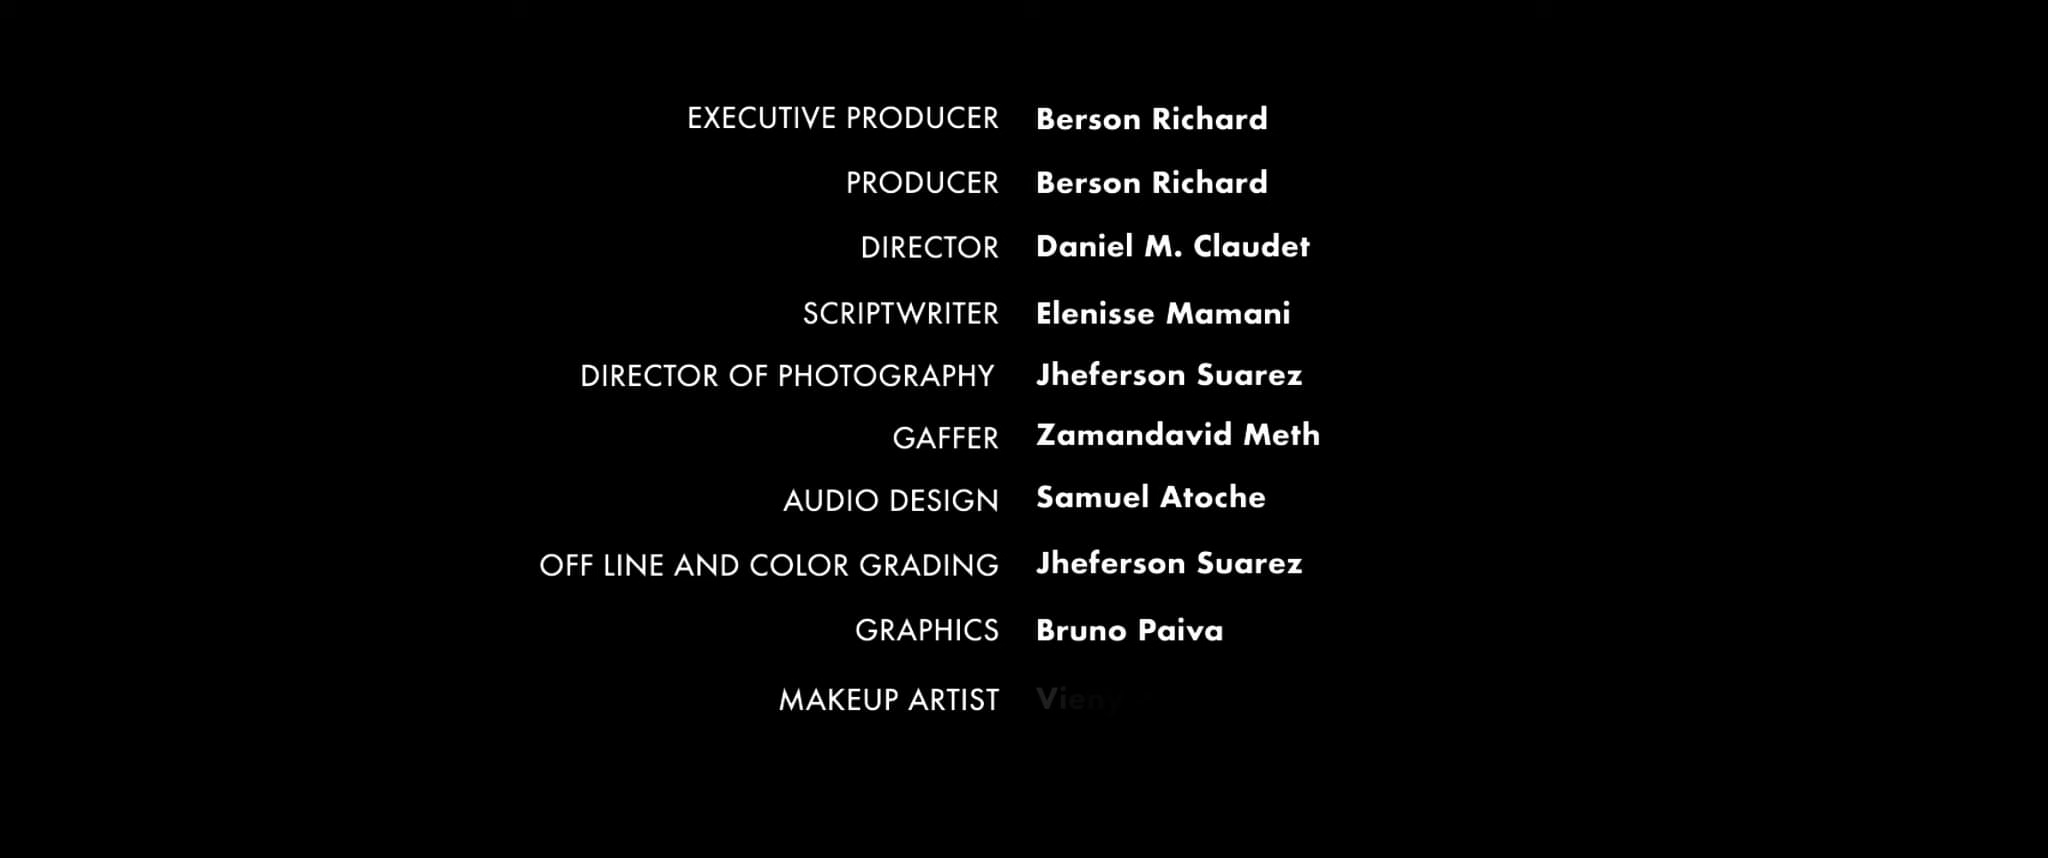 EXECUTIVE PRODUCER Berson Richard
PRODUCER Berson Richard
DIRECTOR Daniel M. Claudet
SCRIPTWRITER Elenisse Mamani
DIRECTOR OF PHOTOGRAPHY Jheferson Suarez
GAFFER Zamandavid Meth
AUDIO DESIGN Samuel Atoche
OFF LINE AND COLOR GRADING Jheferson Suarez
GRAPHICS Bruno Paiva
MAKEUP ARTIST